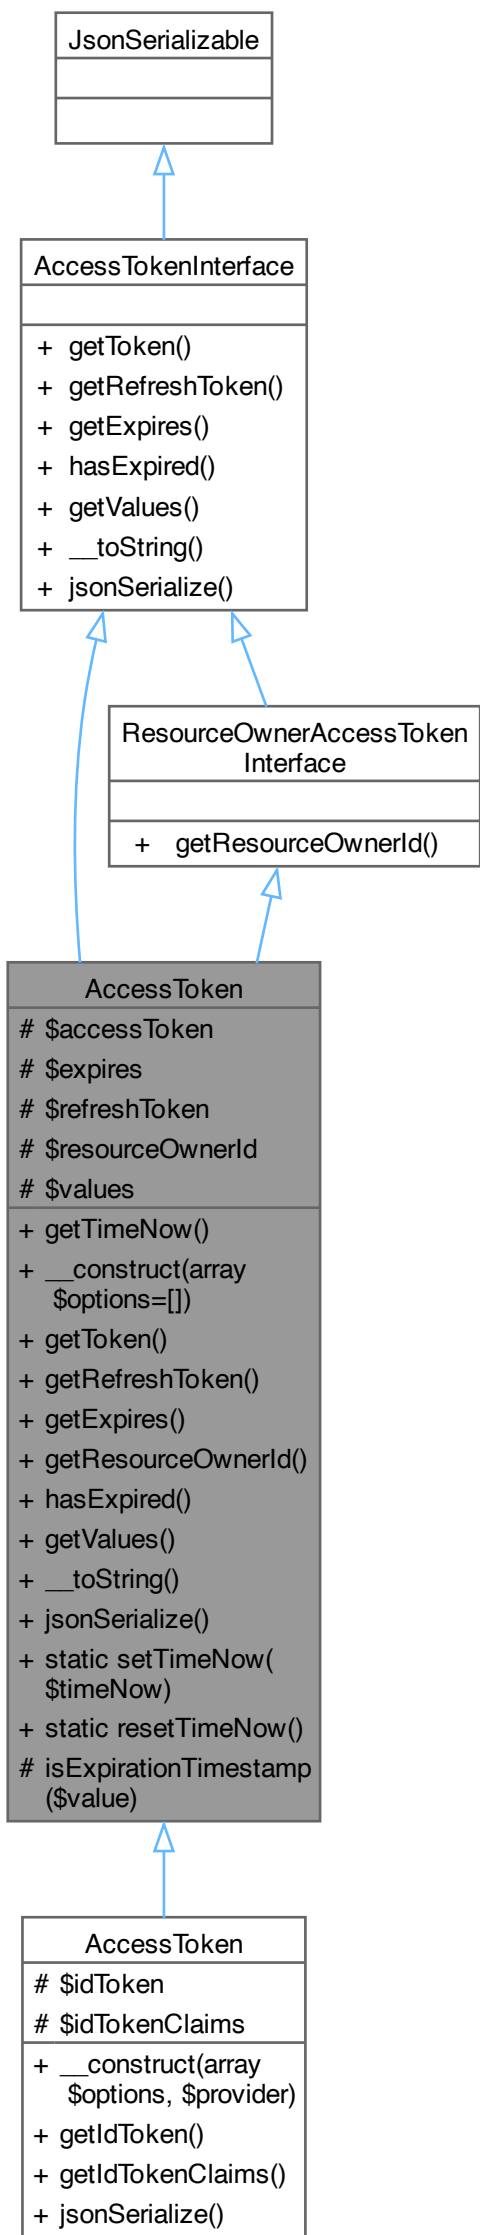 JsonSerializable
AccessTokenInterface
+ getToken()
+ getRefreshToken()
+ getExpires()
+ hasExpired()
+ getValues()
+ __toString()
+ jsonSerialize()
ResourceOwnerAccessToken
Interface
+ getResourceOwnerId()
AccessToken
# $accessToken
# $expires
# $refreshToken
# $resourceOwnerId
# $values
+ getTimeNow()
+ __construct(array
$options=[])
+ getToken()
+ getRefreshToken()
+ getExpires()
+ getResourceOwnerId()
+ hasExpired()
+ getValues()
+ __toString()
+ jsonSerialize()
+ static setTimeNow(
$timeNow)
+ static resetTimeNow()
# isExpirationTimestamp
($value)
AccessToken
# $idToken
# $idTokenClaims
+ __construct(array
$options, $provider)
+ getIdToken()
+ getIdTokenClaims()
+ jsonSerialize()